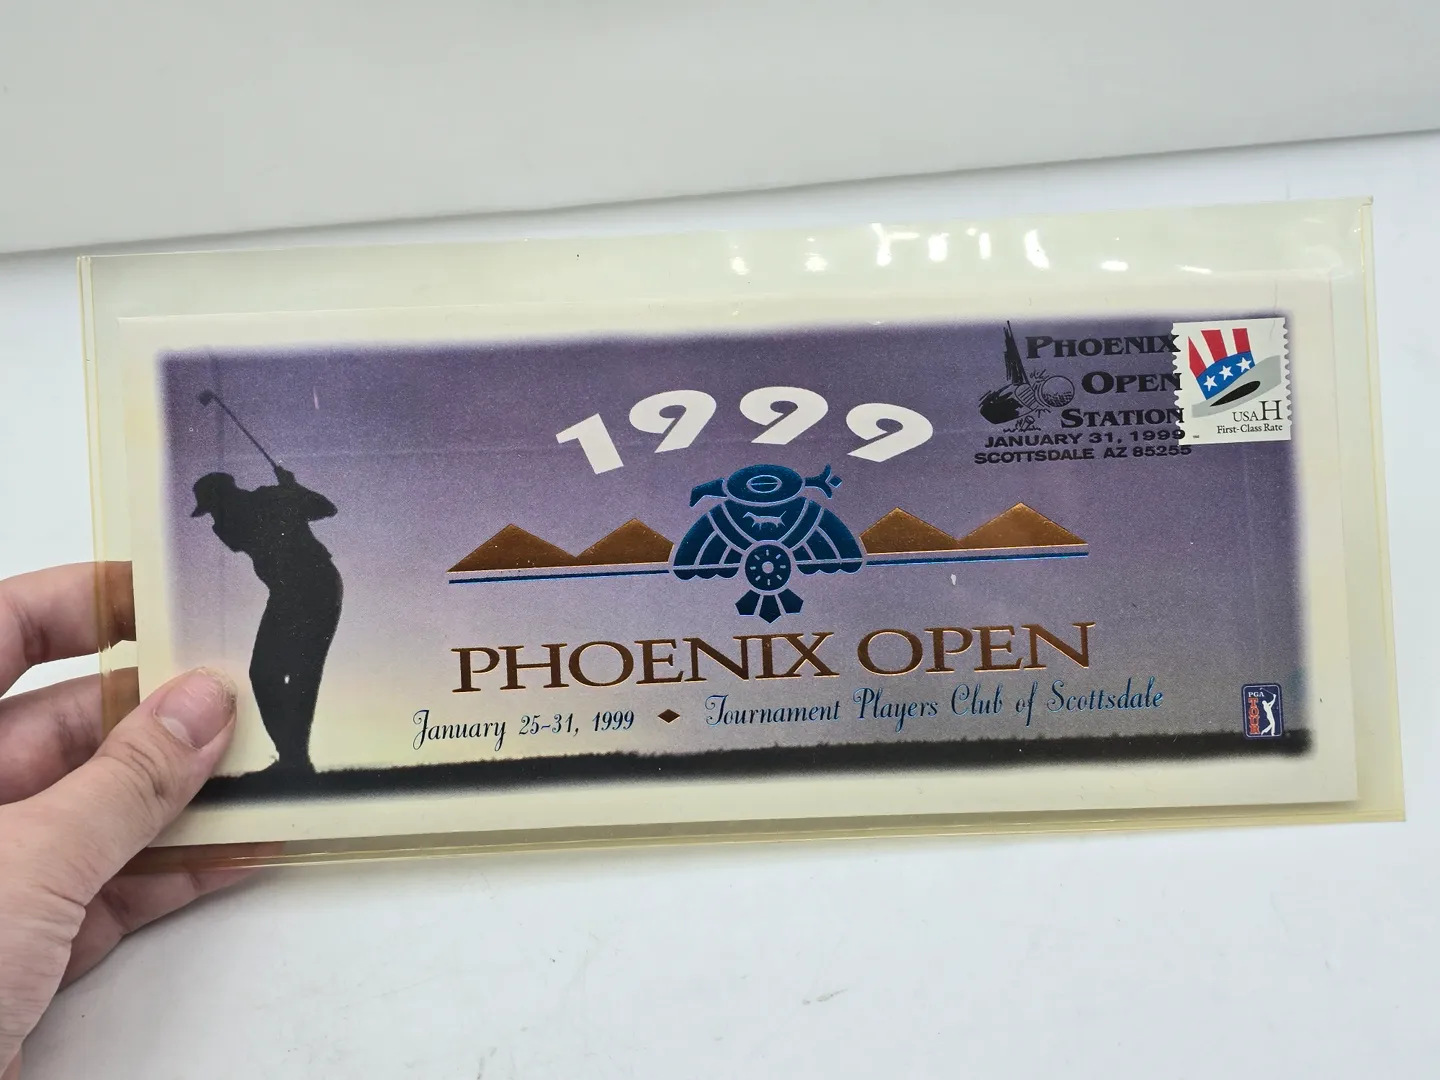 1999
PHOENIX
OPEN
STATION
JANUARY 31, 1999
SCOTTSDALE AZ 85255
USA H
First-Class Rate
PHOENIX OPEN
January 25-31, 1999 ♦ Tournament Players Club of Scottsdale
PGA
TOUR